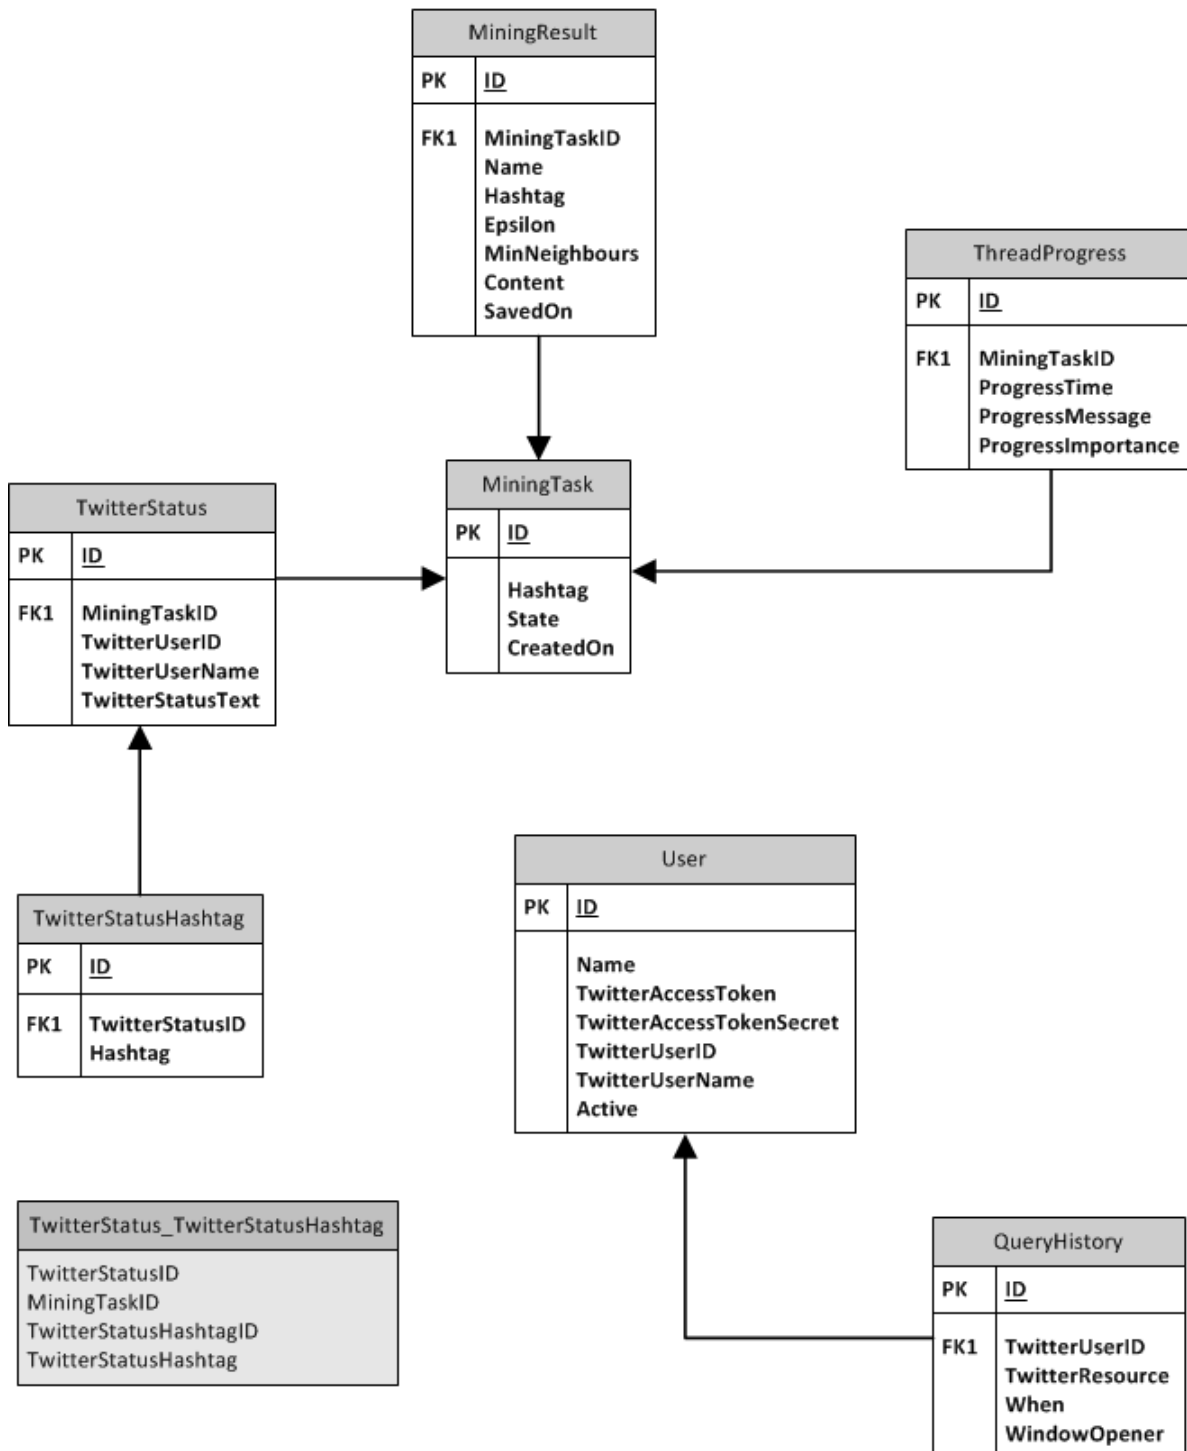 MiningResult
PK ID
FK1 MiningTaskID
Name
Hashtag
Epsilon
MinNeighbours
Content
SavedOn
ThreadProgress
PK ID
FK1 MiningTaskID
ProgressTime
ProgressMessage
ProgressImportance
MiningTask
PK ID
Hashtag
State
CreatedOn
TwitterStatus
PK ID
FK1 MiningTaskID
TwitterUserID
TwitterUserName
TwitterStatusText
User
PK ID
Name
TwitterAccessToken
TwitterAccessTokenSecret
TwitterUserID
TwitterUserName
Active
TwitterStatusHashtag
PK ID
FK1 TwitterStatusID
Hashtag
TwitterStatus_TwitterStatusHashtag
TwitterStatusID
MiningTaskID
TwitterStatusHashtagID
TwitterStatusHashtag
QueryHistory
PK ID
FK1 TwitterUserID
TwitterResource
When
WindowOpener